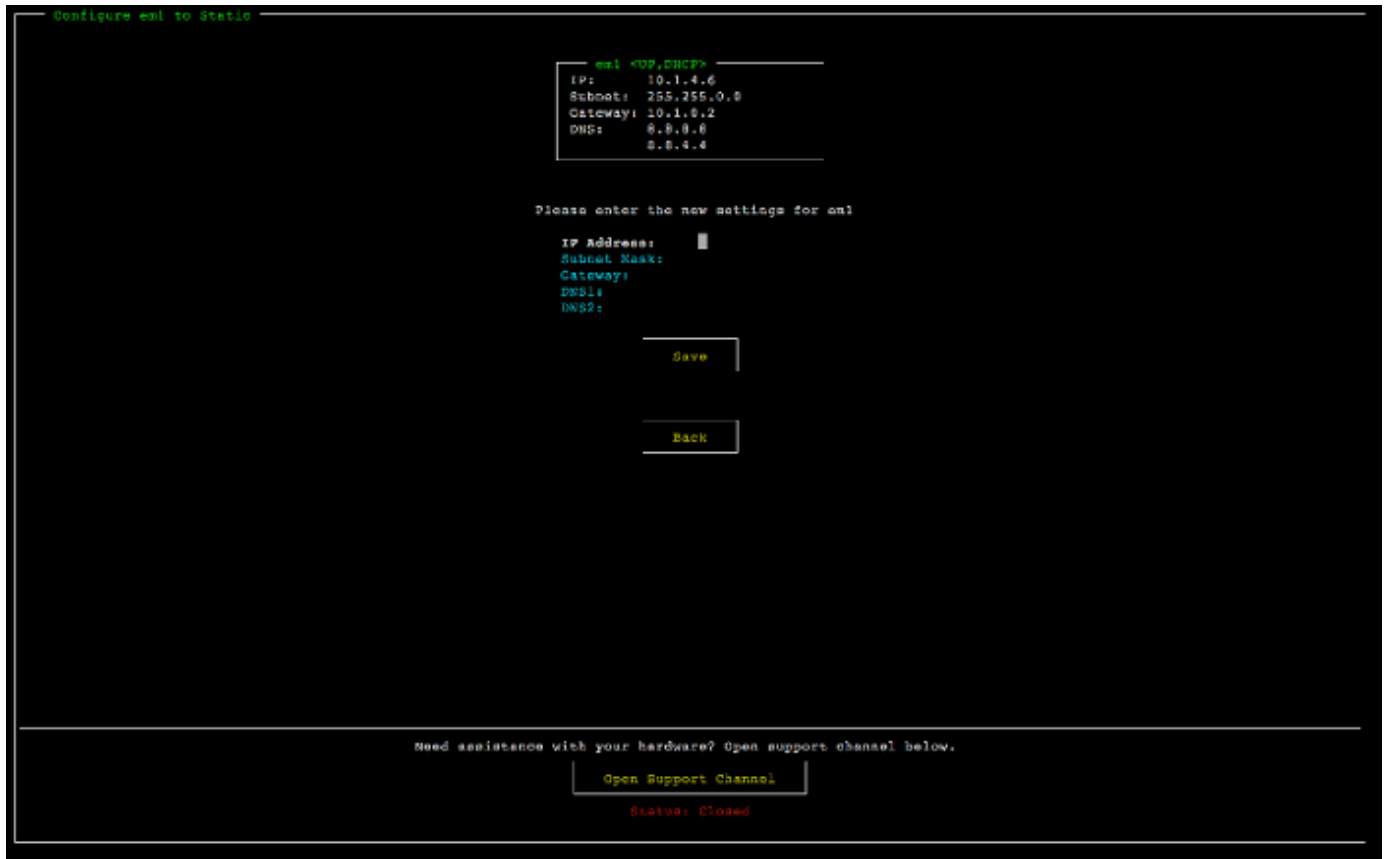 Configure em1 to Static
em1 <UP,DHCP>
IP: 10.1.4.6
Subnet: 255.255.0.0
Gateway: 10.1.0.2
DNS: 8.8.8.8
8.8.4.4
Please enter the new settings for em1
IP Address:
Subnet Mask:
Gateway:
DNS1:
DNS2:
Save
Back
Need assistance with your hardware? Open support channel below.
Open Support Channel
Status: Closed